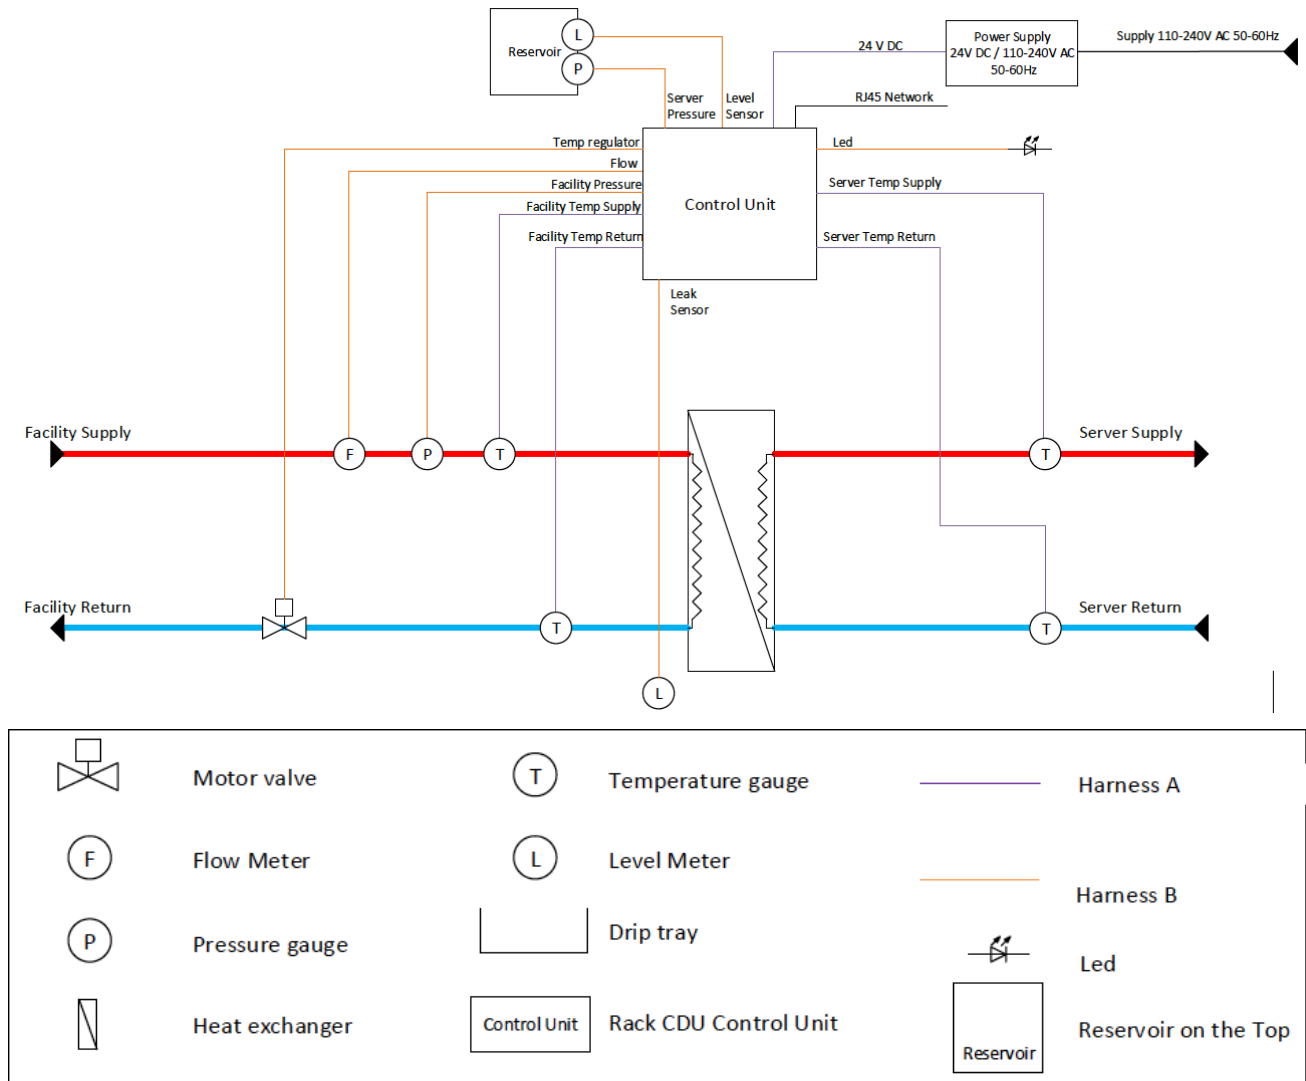 L
Reservoir
P
24 V DC
Power Supply
24V DC / 110-240V AC
50-60Hz
Supply 110-240V AC 50-60Hz
Server
Pressure
Level
Sensor
RJ45 Network
Temp regulator
Flow
Facility Pressure
Facility Temp Supply
Facility Temp Return
Control Unit
Led
Server Temp Supply
Server Temp Return
Leak
Sensor
Facility Supply
F
P
T
T
Server Supply
Facility Return
T
T
Server Return
L
Motor valve
T
Temperature gauge
Harness A
F
Flow Meter
L
Level Meter
Harness B
P
Pressure gauge
Drip tray
Led
Heat exchanger
Control Unit
Rack CDU Control Unit
Reservoir
Reservoir on the Top